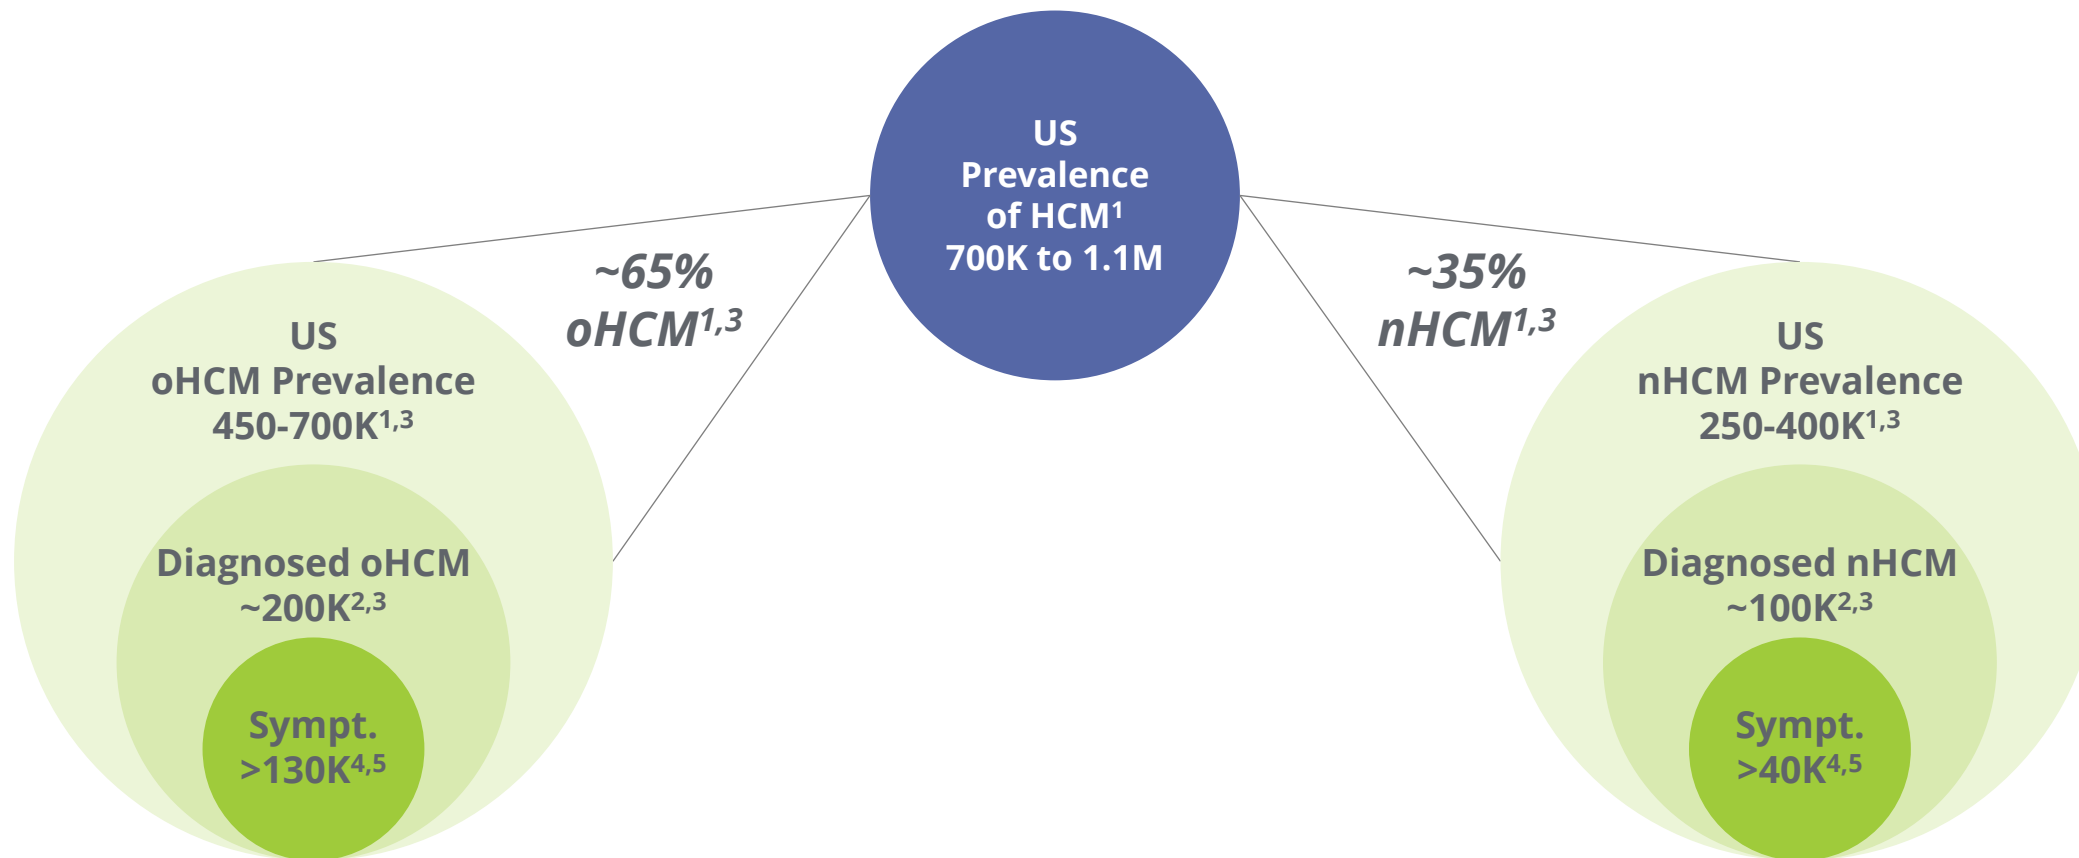 US
Prevalence
of HCM¹
700K to 1.1M
~65%
oHCM¹,³
~35%
nHCM¹,³
US
oHCM Prevalence
450-700K¹,³
Diagnosed oHCM
~200K²,³
Sympt.
>130K⁴,⁵
US
nHCM Prevalence
250-400K¹,³
Diagnosed nHCM
~100K²,³
Sympt.
>40K⁴,⁵